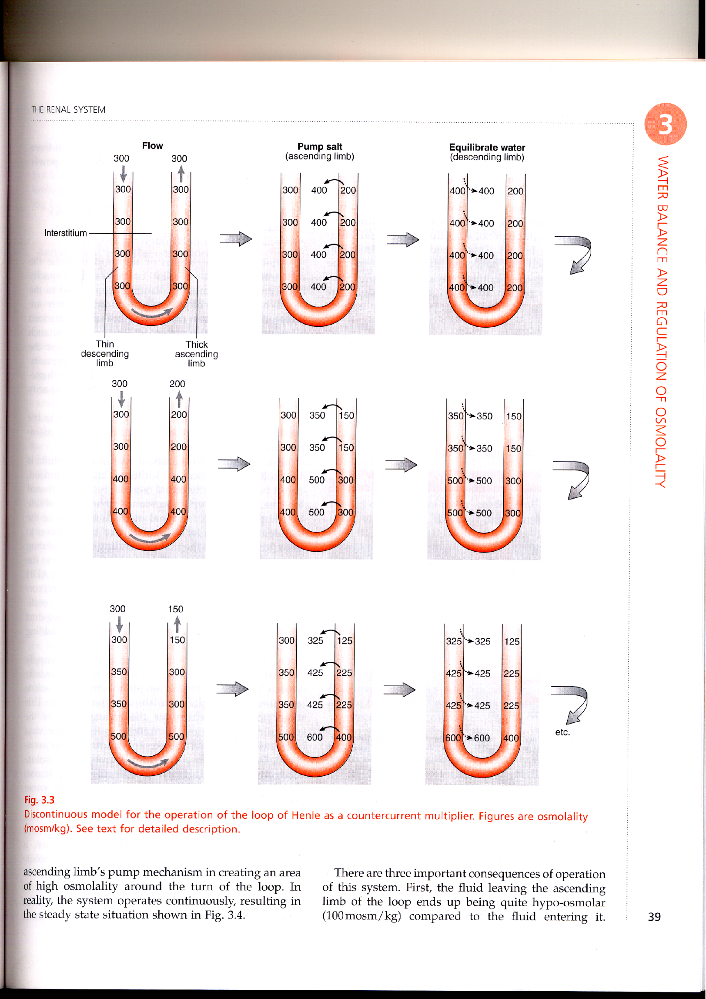 THE RENAL SYSTEM
3
WATER BALANCE AND REGULATION OF OSMOLALITY
Flow
Pump salt
(ascending limb)
Equilibrate water
(descending limb)
300 300
300 300
300 300
Interstitium
300 300
300 300
Thin
descending
limb
Thick
ascending
limb
300 400 200
300 400 200
300 400 200
300 400 200
400 400 200
400 400 200
400 400 200
400 400 200
300 200
300 200
300 200
400 400
400 400
300 350 150
300 350 150
400 500 300
400 500 300
350 350 150
350 350 150
500 500 300
500 500 300
300 150
300 150
350 300
350 300
500 500
300 325 125
350 425 225
350 425 225
500 600 400
325 325 125
425 425 225
425 425 225
600 600 400
etc.
Fig. 3.3
Discontinuous model for the operation of the loop of Henle as a countercurrent multiplier. Figures are osmolality
(mosm/kg). See text for detailed description.
ascending limb's pump mechanism in creating an area
of high osmolality around the turn of the loop. In
reality, the system operates continuously, resulting in
the steady state situation shown in Fig. 3.4.
There are three important consequences of operation
of this system. First, the fluid leaving the ascending
limb of the loop ends up being quite hypo-osmolar
(100 mosm/kg) compared to the fluid entering it.
39